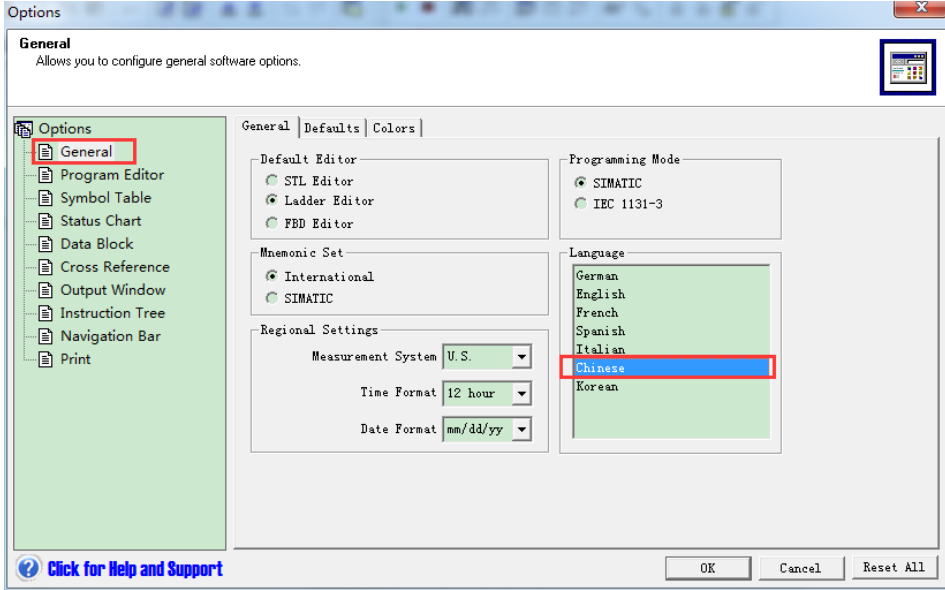 Options
General
Allows you to configure general software options.
Options
General
Program Editor
Symbol Table
Status Chart
Data Block
Cross Reference
Output Window
Instruction Tree
Navigation Bar
Print
General Defaults Colors
Default Editor
STL Editor
Ladder Editor
FBD Editor
Programming Mode
SIMATIC
IEC 1131-3
Mnemonic Set
International
SIMATIC
Language
German
English
French
Spanish
Italian
Chinese
Korean
Regional Settings
Measurement System U.S.
Time Format 12 hour
Date Format mm/dd/yy
Click for Help and Support
OK Cancel Reset All